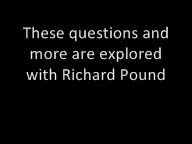 These questions and
more are explored
with Richard Pound